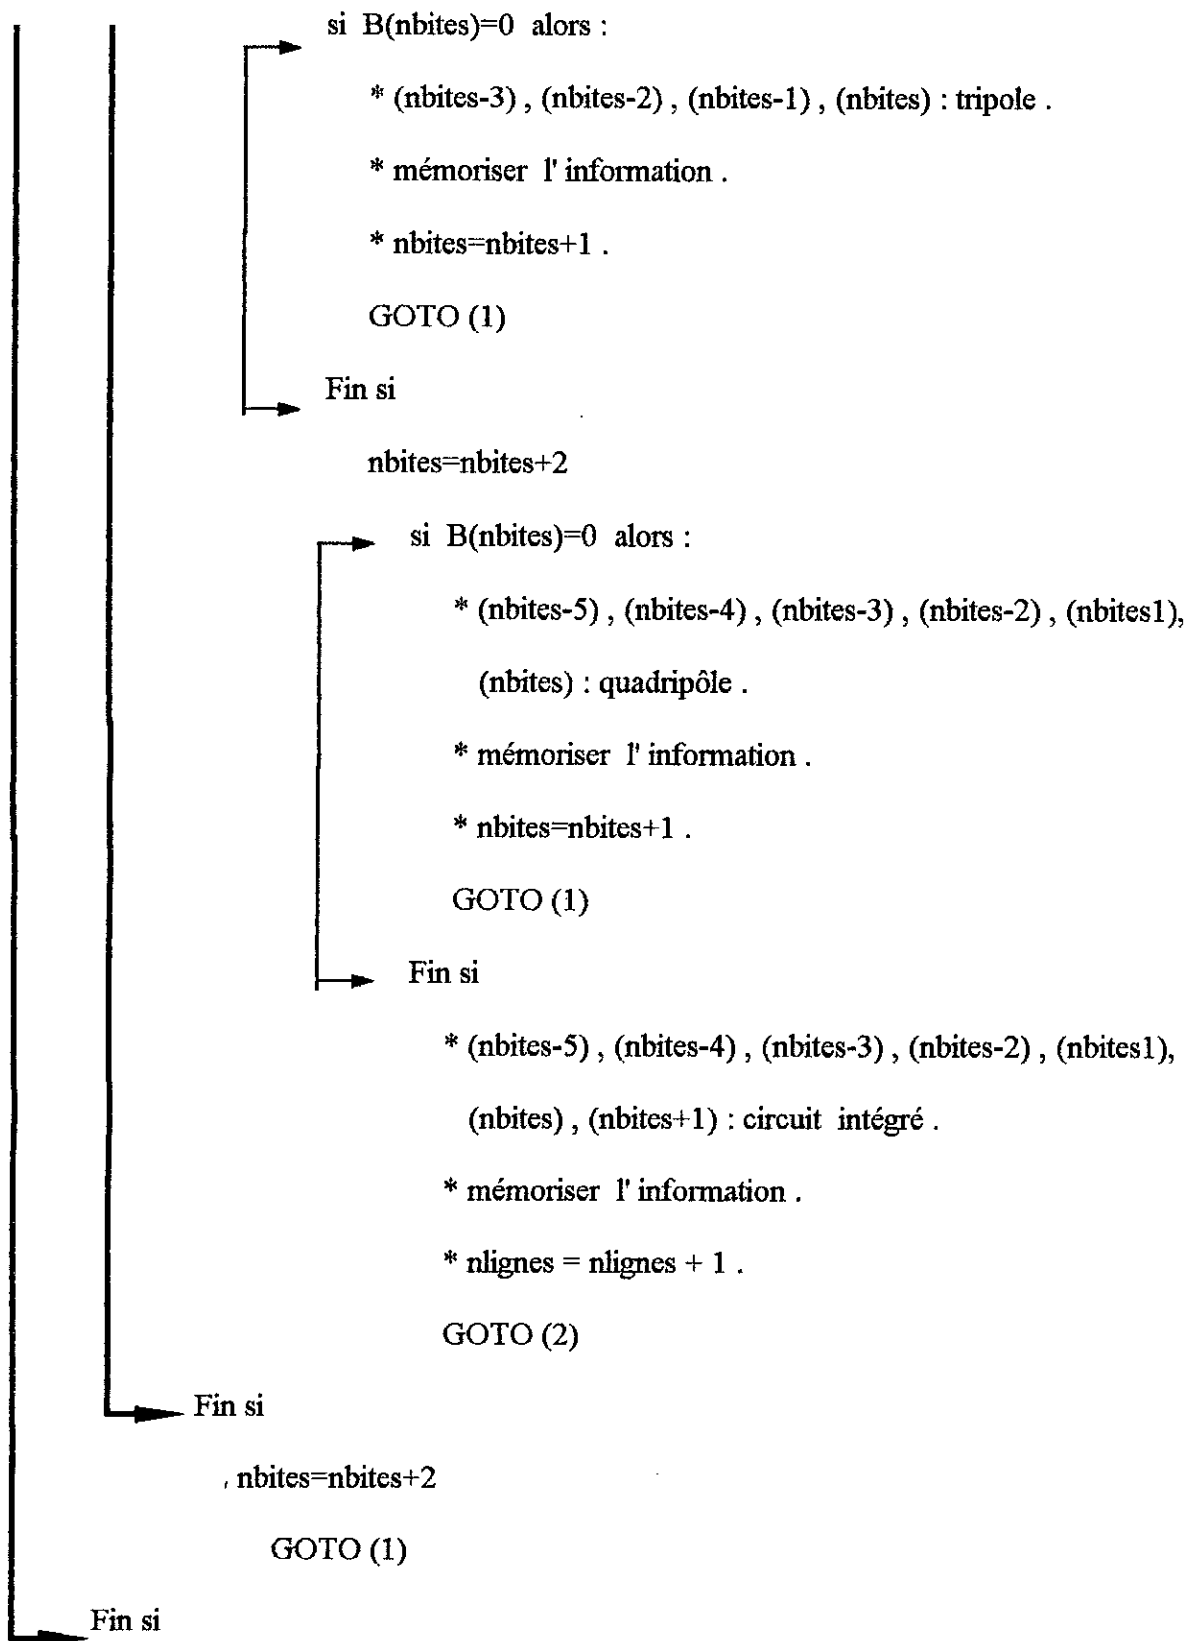 si B(nbites)=0 alors :
* (nbites-3) , (nbites-2) , (nbites-1) , (nbites) : tripole .
* mémoriser l' information .
* nbites=nbites+1 .
GOTO (1)
Fin si
nbites=nbites+2
si B(nbites)=0 alors :
* (nbites-5) , (nbites-4) , (nbites-3) , (nbites-2) , (nbites1),
(nbites) : quadripôle .
* mémoriser l' information .
* nbites=nbites+1 .
GOTO (1)
Fin si
* (nbites-5) , (nbites-4) , (nbites-3) , (nbites-2) , (nbites1),
(nbites) , (nbites+1) : circuit intégré .
* mémoriser l' information .
* nlignes = nlignes + 1 .
GOTO (2)
Fin si
nbites=nbites+2
GOTO (1)
Fin si